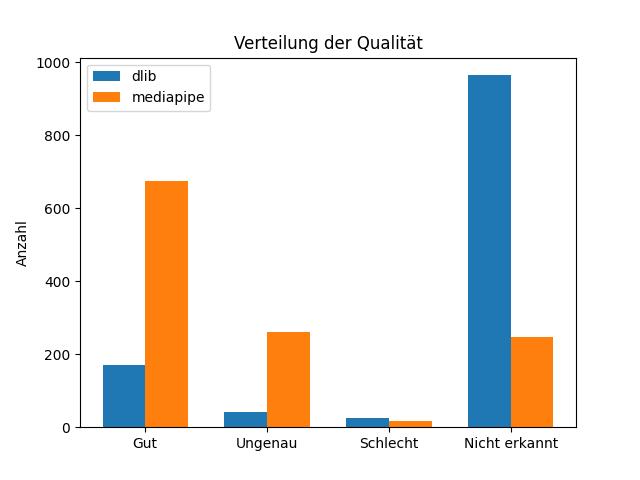 Verteilung der Qualität
dlib
mediapipe
1000
800
600
400
200
0
Anzahl
Gut
Ungenau
Schlecht
Nicht erkannt